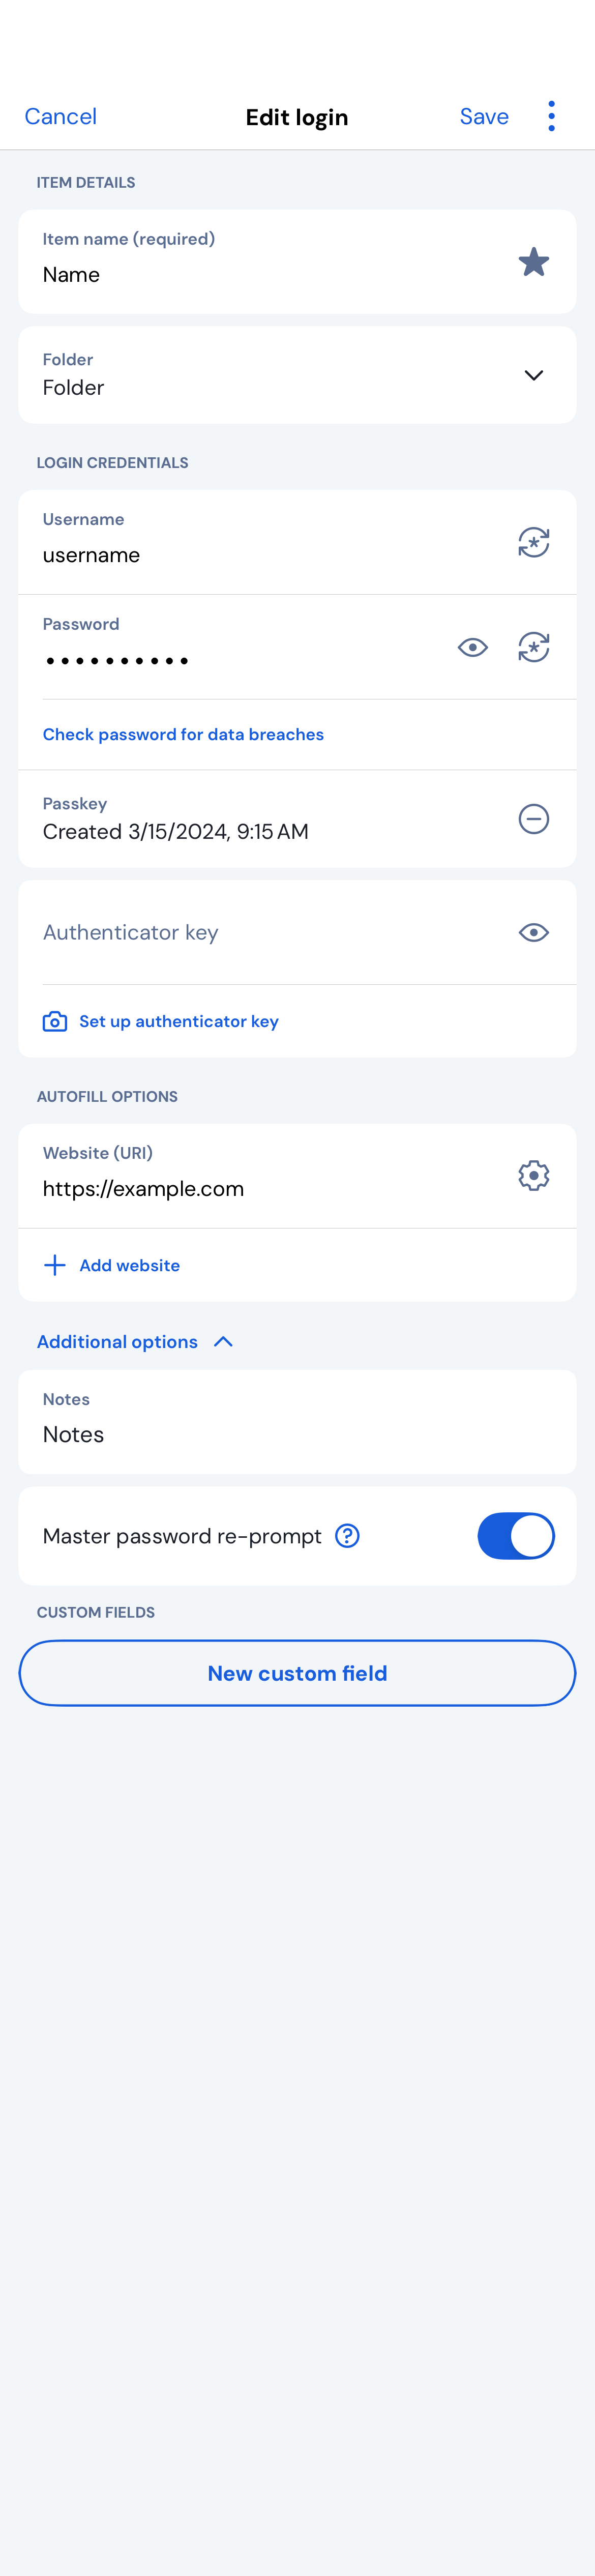 Cancel
Edit login
Save
ITEM DETAILS
Item name (required)
Name
Folder
Folder
LOGIN CREDENTIALS
Username
username
Password
••••••••••
Check password for data breaches
Passkey
Created 3/15/2024, 9:15 AM
Authenticator key
Set up authenticator key
AUTOFILL OPTIONS
Website (URI)
https://example.com
Add website
Additional options
Notes
Notes
Master password re-prompt
CUSTOM FIELDS
New custom field